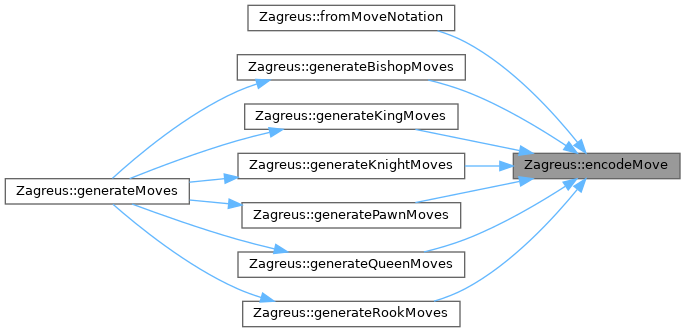 Zagreus::fromMoveNotation
Zagreus::generateBishopMoves
Zagreus::generateKingMoves
Zagreus::encodeMove
Zagreus::generateKnightMoves
Zagreus::generateMoves
Zagreus::generatePawnMoves
Zagreus::generateQueenMoves
Zagreus::generateRookMoves